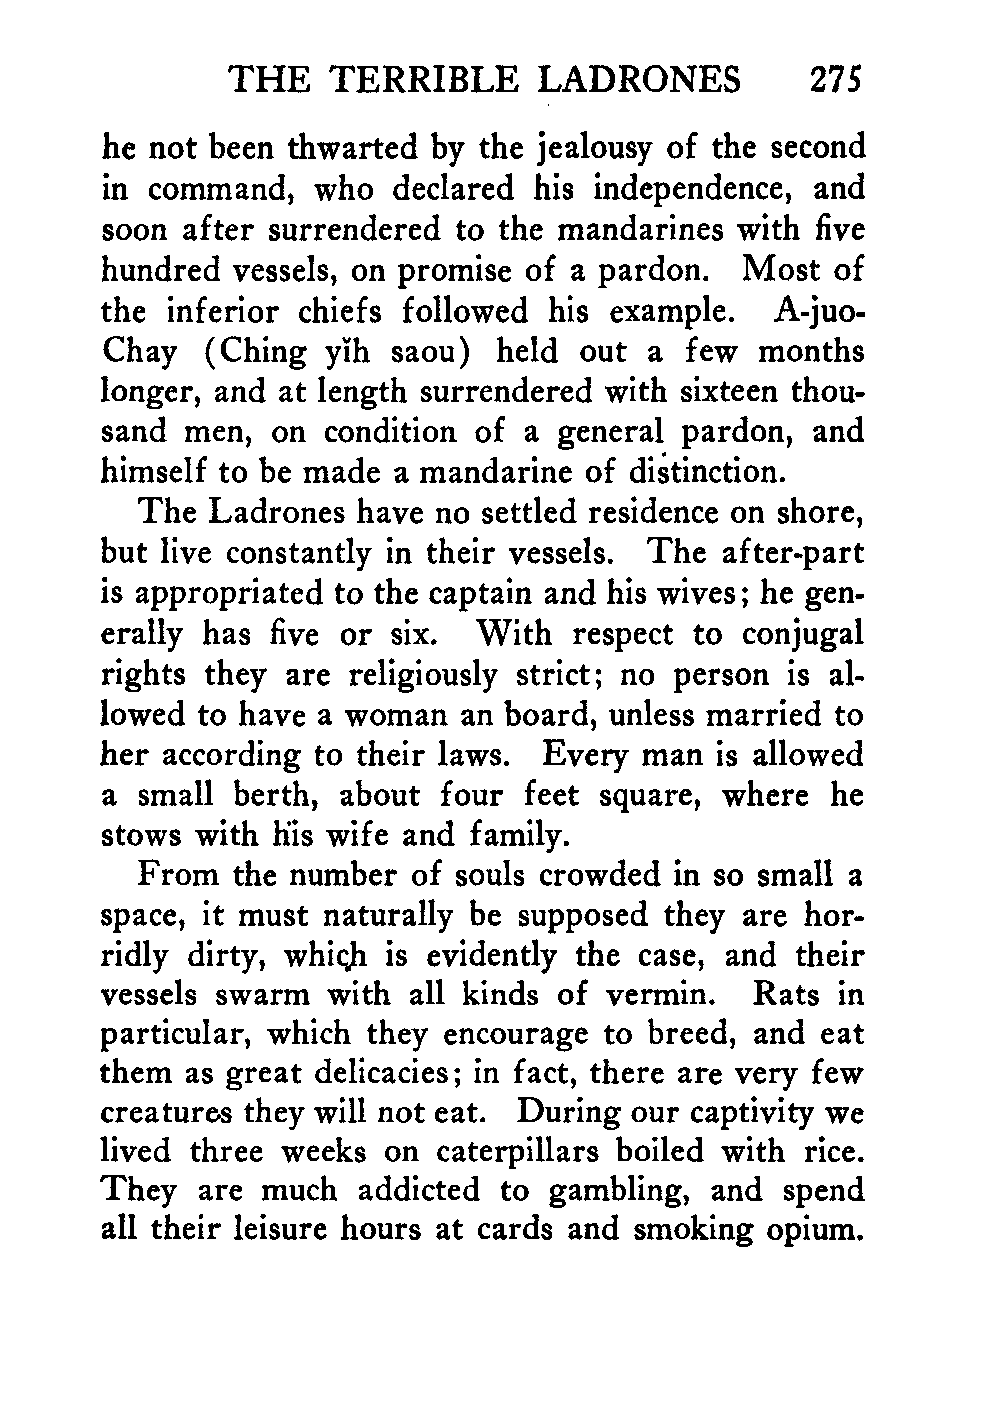 THE TERRIBLE LADRONES 275
he not been thwarted by the jealousy of the second
in command, who declared his independence, and
soon after surrendered to the mandarines with five
hundred vessels, on promise of a pardon. Most of
the inferior chiefs followed his example. A-juo-
Chay (Ching yĭh saou) held out a few months
longer, and at length surrendered with sixteen thou-
sand men, on condition of a general pardon, and
himself to be made a mandarine of distinction.
The Ladrones have no settled residence on shore,
but live constantly in their vessels. The after-part
is appropriated to the captain and his wives; he gen-
erally has five or six. With respect to conjugal
rights they are religiously strict; no person is al-
lowed to have a woman an board, unless married to
her according to their laws. Every man is allowed
a small berth, about four feet square, where he
stows with his wife and family.
From the number of souls crowded in so small a
space, it must naturally be supposed they are hor-
ridly dirty, which is evidently the case, and their
vessels swarm with all kinds of vermin. Rats in
particular, which they encourage to breed, and eat
them as great delicacies; in fact, there are very few
creatures they will not eat. During our captivity we
lived three weeks on caterpillars boiled with rice.
They are much addicted to gambling, and spend
all their leisure hours at cards and smoking opium.